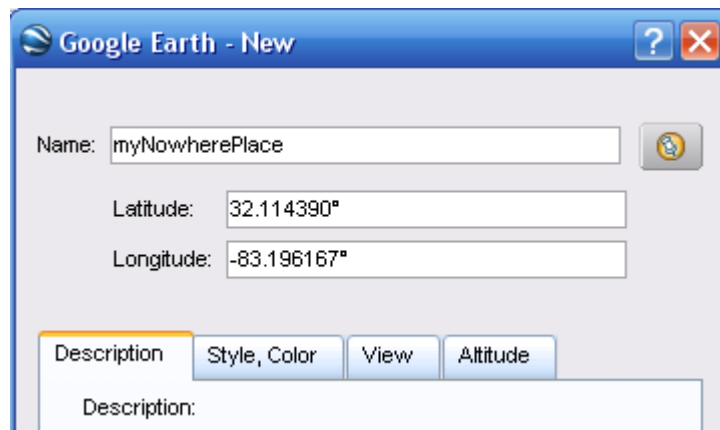 Google Earth - New
Name: myNowherePlace
Latitude: 32.114390°
Longitude: -83.196167°
Description Style, Color View Altitude
Description: